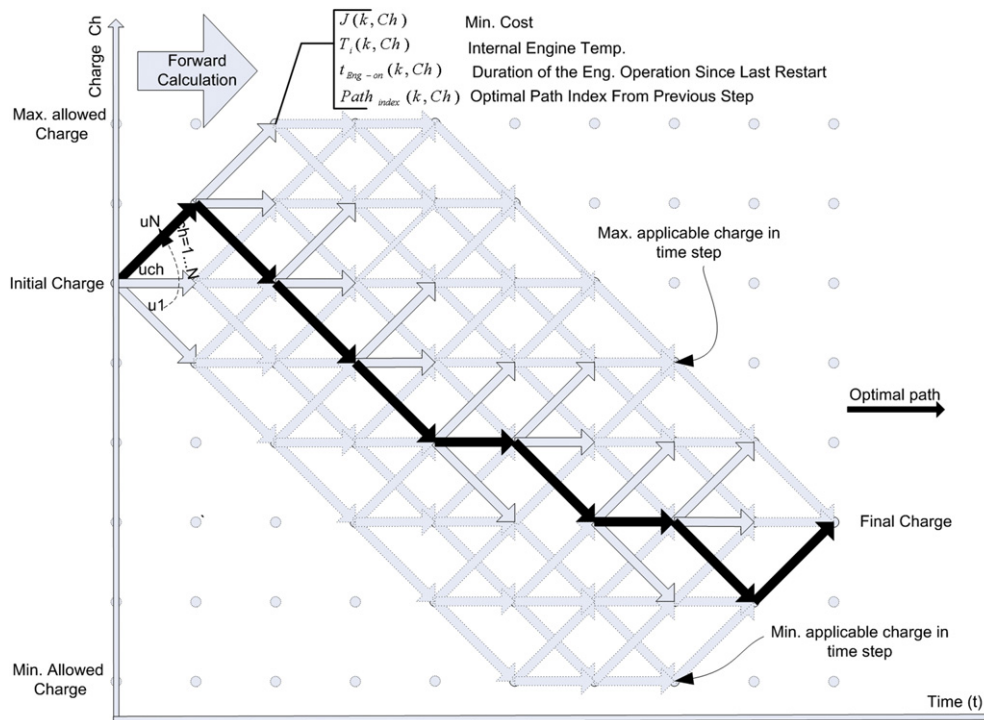 Charge Ch
Forward
Calculation
J(k,Ch) Min. Cost
T_i(k,Ch) Internal Engine Temp.
t_Eng-on(k,Ch) Duration of the Eng. Operation Since Last Restart
Path_index(k,Ch) Optimal Path Index From Previous Step
Max. allowed
Charge
uN
ch=1...N
uch
u1
Initial Charge
Max. applicable charge in
time step
Optimal path
Final Charge
Min. applicable charge in
time step
Min. Allowed
Charge
Time (t)